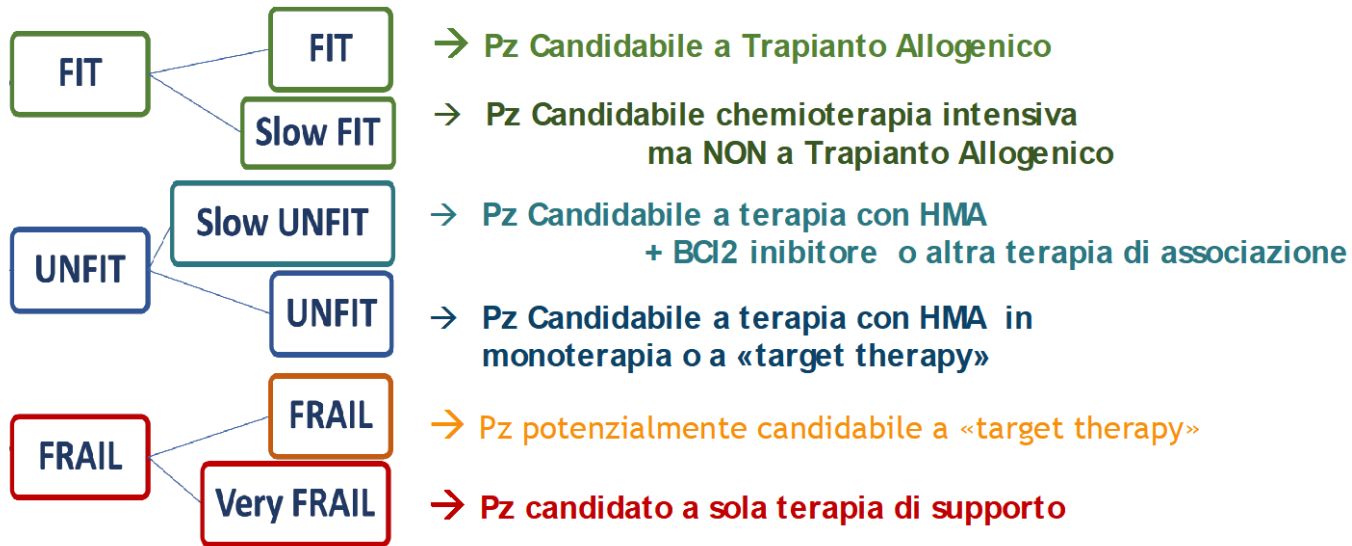 FIT
FIT
→ Pz Candidabile a Trapianto Allogenico
Slow FIT
→ Pz Candidabile chemioterapia intensiva
ma NON a Trapianto Allogenico
UNFIT
Slow UNFIT
→ Pz Candidabile a terapia con HMA
+ BCl2 inibitore o altra terapia di associazione
UNFIT
→ Pz Candidabile a terapia con HMA in
monoterapia o a «target therapy»
FRAIL
FRAIL
→ Pz potenzialmente candidabile a «target therapy»
Very FRAIL
→ Pz candidato a sola terapia di supporto